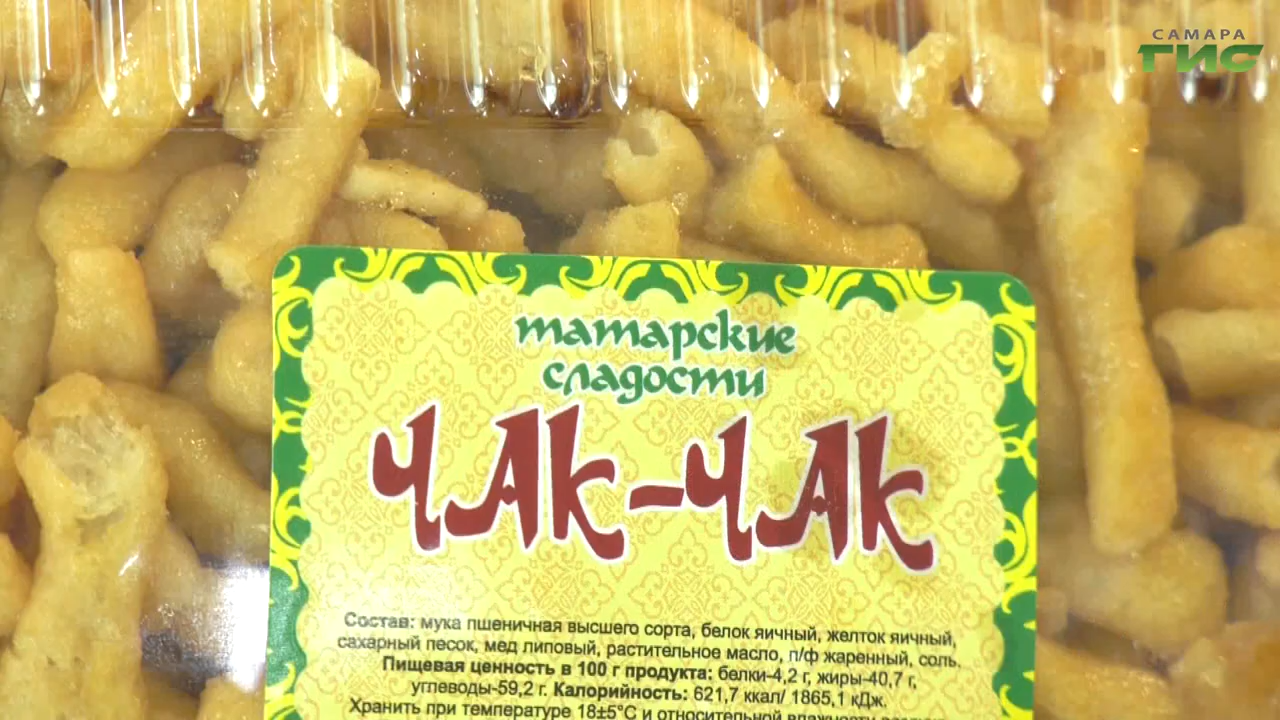 САМАРА
ГИС
татарские
сладости
ЧАК-ЧАК
Состав: мука пшеничная высшего сорта, белок яичный, желток яичный,
сахарный песок, мед липовый, растительное масло, п/ф жаренный, соль.
Пищевая ценность в 100 г продукта: белки-4,2 г, жиры-40,7 г,
углеводы-59,2 г. Калорийность: 621,7 ккал/ 1865,1 кДж.
Хранить при температуре 18±5°С и относительной влажности